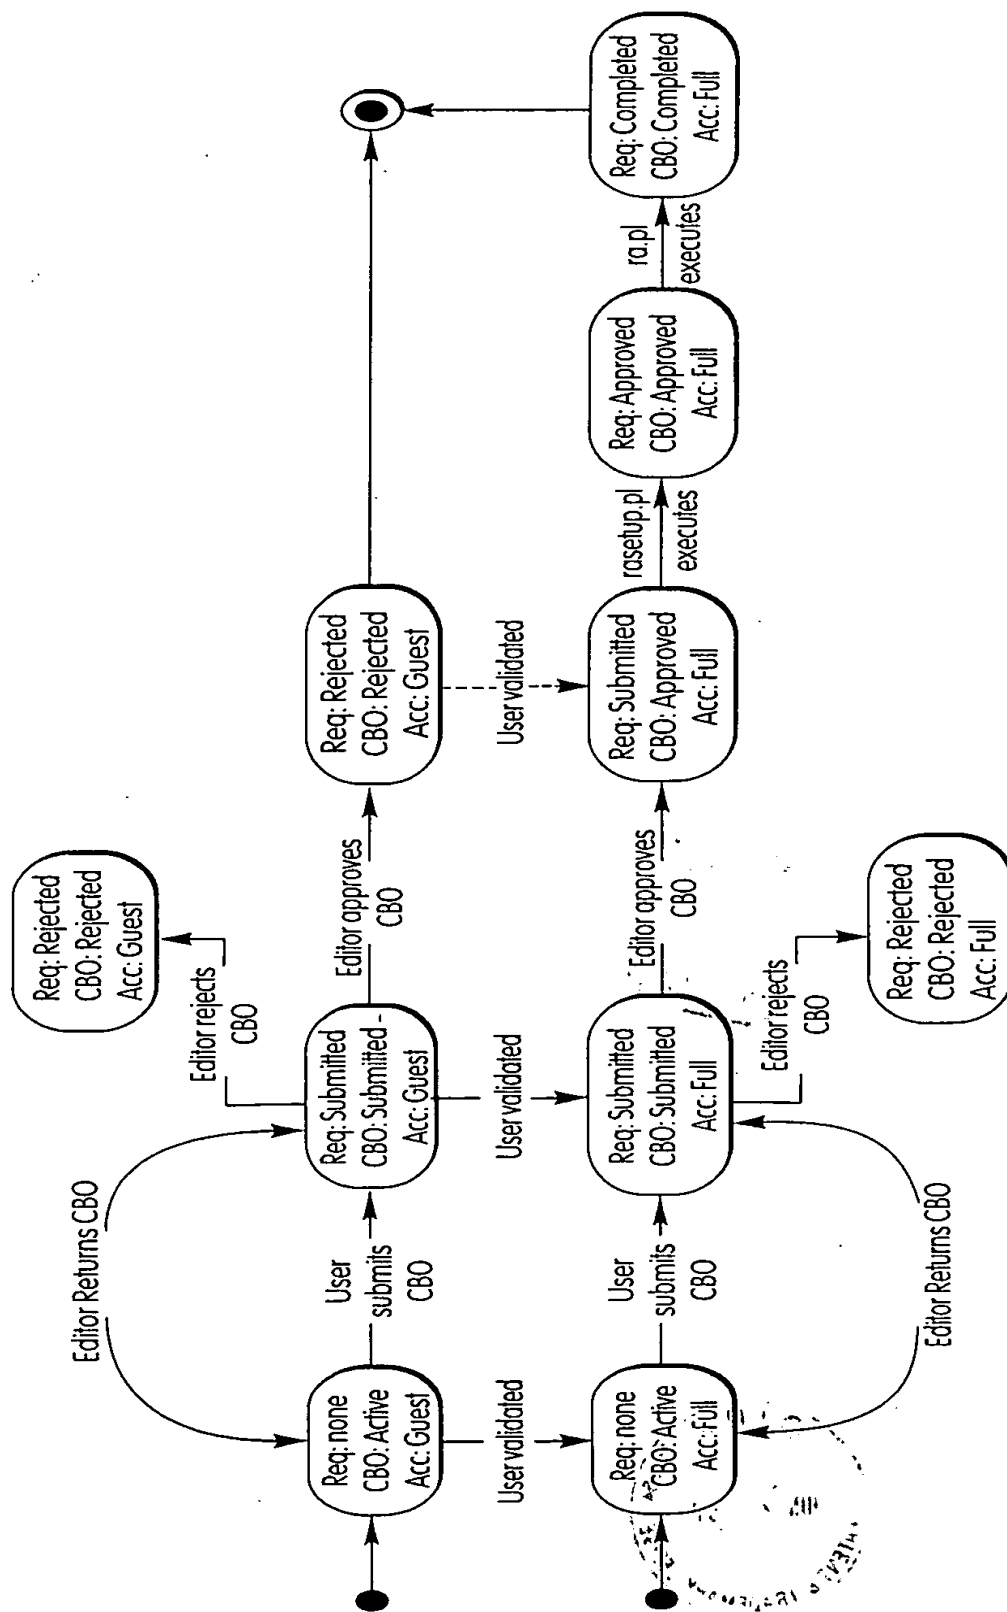 Editor Returns CBO
Editor rejects
CBO
Req: Rejected
CBO: Rejected
Acc: Guest
Req: none
CBO: Active
Acc: Guest
User
submits
CBO
Req: Submitted
CBO: Submitted
Acc: Guest
Editor approves
CBO
Req: Rejected
CBO: Rejected
Acc: Guest
User validated
User validated
User validated
Req: none
CBO: Active
Acc: Full
User
submits
CBO
Req: Submitted
CBO: Submitted
Acc: Full
Editor approves
CBO
Req: Submitted
CBO: Approved
Acc: Full
rasetup.pl
executes
Req: Approved
CBO: Approved
Acc: Full
ra.pl
executes
Req: Completed
CBO: Completed
Acc: Full
Editor rejects
CBO
Req: Rejected
CBO: Rejected
Acc: Full
Editor Returns CBO